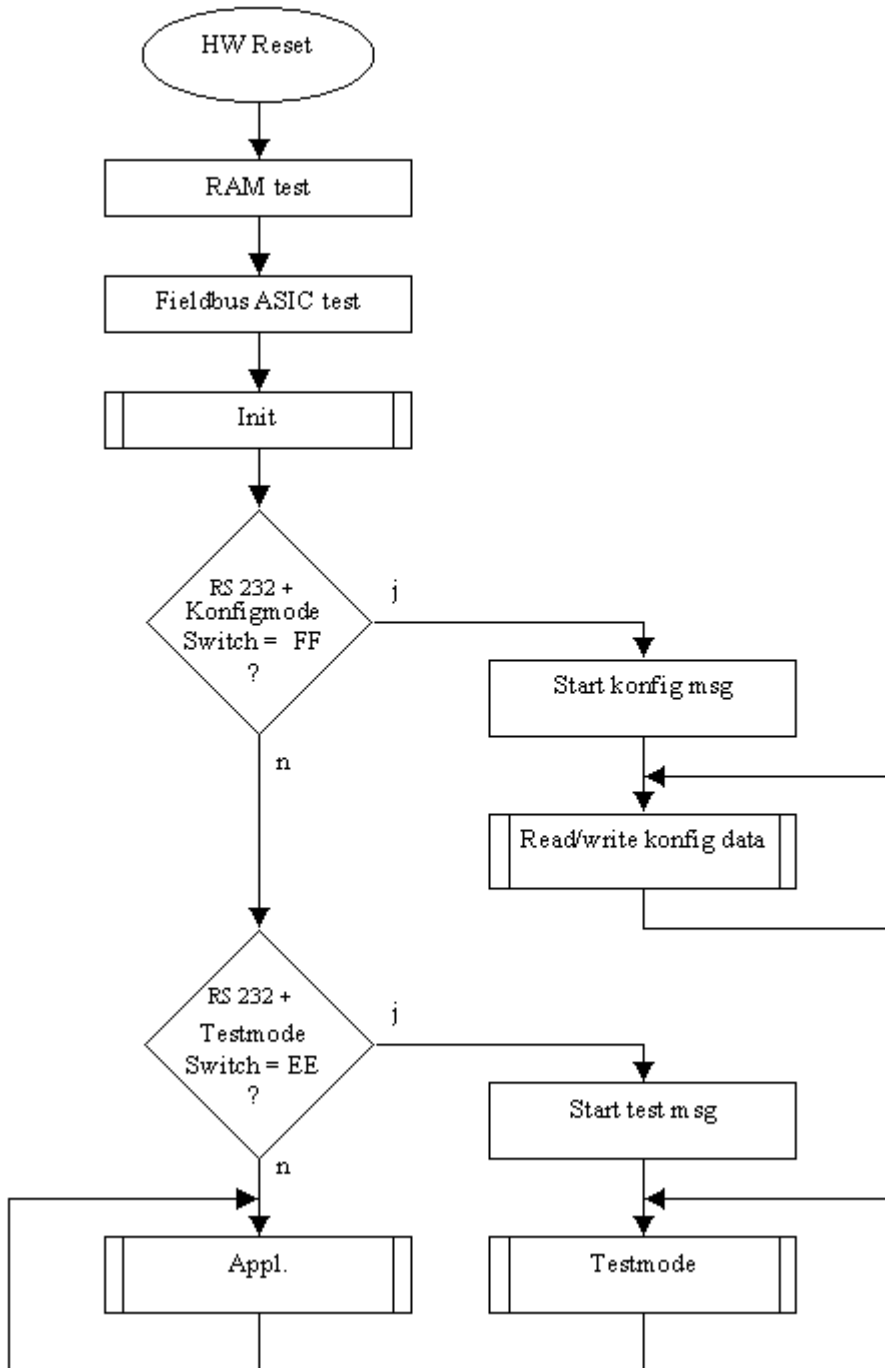 HW Reset
RAM test
Fieldbus ASIC test
Init
RS 232 +
Konfigmode
Switch = FF
?
j
Start konfig msg
n
Read/write konfig data
RS 232 +
Testmode
Switch = EE
?
j
Start test msg
n
Appl.
Testmode